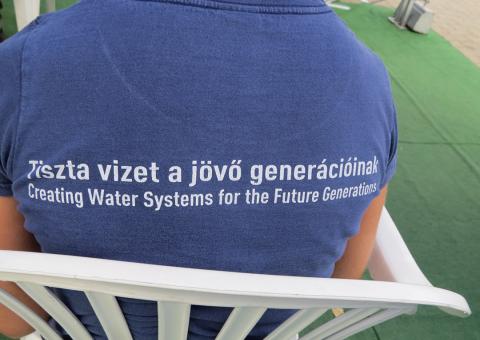 Tiszta vizet a jövő generációinak
Creating Water Systems for the Future Generations